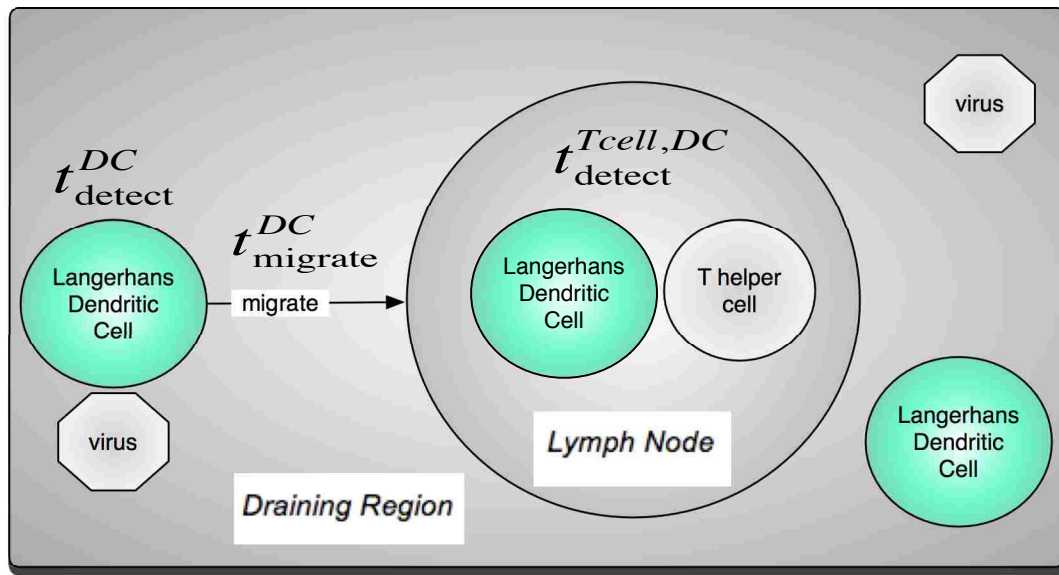 virus
t^{DC}_{detect}
t^{Tcell,DC}_{detect}
t^{DC}_{migrate}
Langerhans
Dendritic
Cell
migrate
Langerhans
Dendritic
Cell
T helper
cell
virus
Lymph Node
Draining Region
Langerhans
Dendritic
Cell